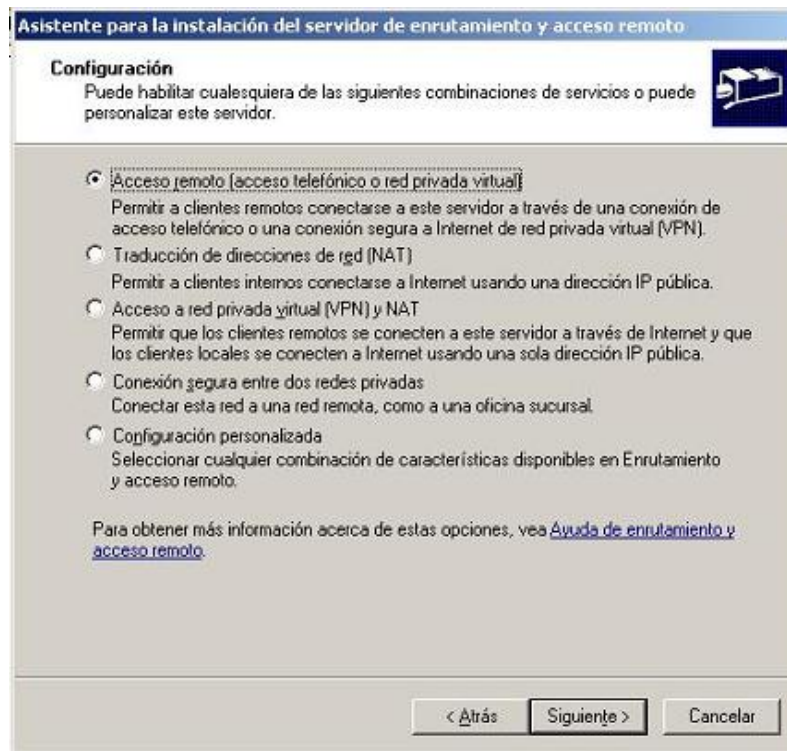 Asistente para la instalación del servidor de enrutamiento y acceso remoto
Configuración
Puede habilitar cualesquiera de las siguientes combinaciones de servicios o puede
personalizar este servidor.
Acceso remoto (acceso telefónico o red privada virtual)
Permitir a clientes remotos conectarse a este servidor a través de una conexión de
acceso telefónico o una conexión segura a Internet de red privada virtual (VPN).
Traducción de direcciones de red (NAT)
Permitir a clientes internos conectarse a Internet usando una dirección IP pública.
Acceso a red privada virtual (VPN) y NAT
Permitir que los clientes remotos se conecten a este servidor a través de Internet y que
los clientes locales se conecten a Internet usando una sola dirección IP pública.
Conexión segura entre dos redes privadas
Conectar esta red a una red remota, como a una oficina sucursal.
Configuración personalizada
Seleccionar cualquier combinación de características disponibles en Enrutamiento
y acceso remoto.
Para obtener más información acerca de estas opciones, vea Ayuda de enrutamiento y
acceso remoto.
< Atrás Siguiente > Cancelar